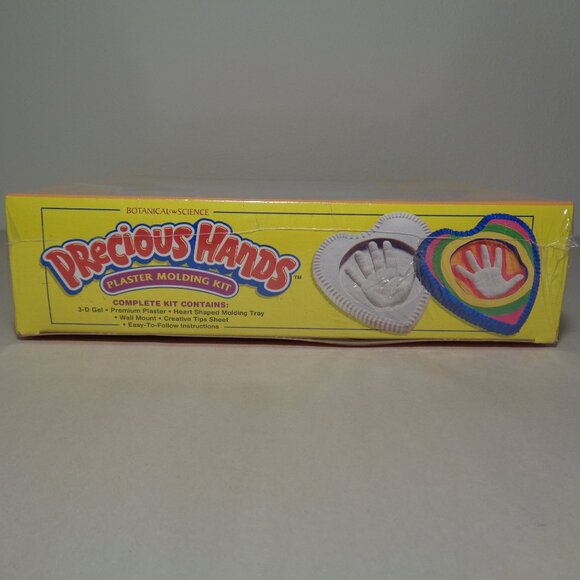 BOTANICAL SCIENCE
PRECIOUS HANDS™
PLASTER MOLDING KIT
COMPLETE KIT CONTAINS:
3-D Gel • Premium Plaster • Heart Shaped Molding Tray
• Wall Mount • Creative Tips Sheet
• Easy-To-Follow Instructions